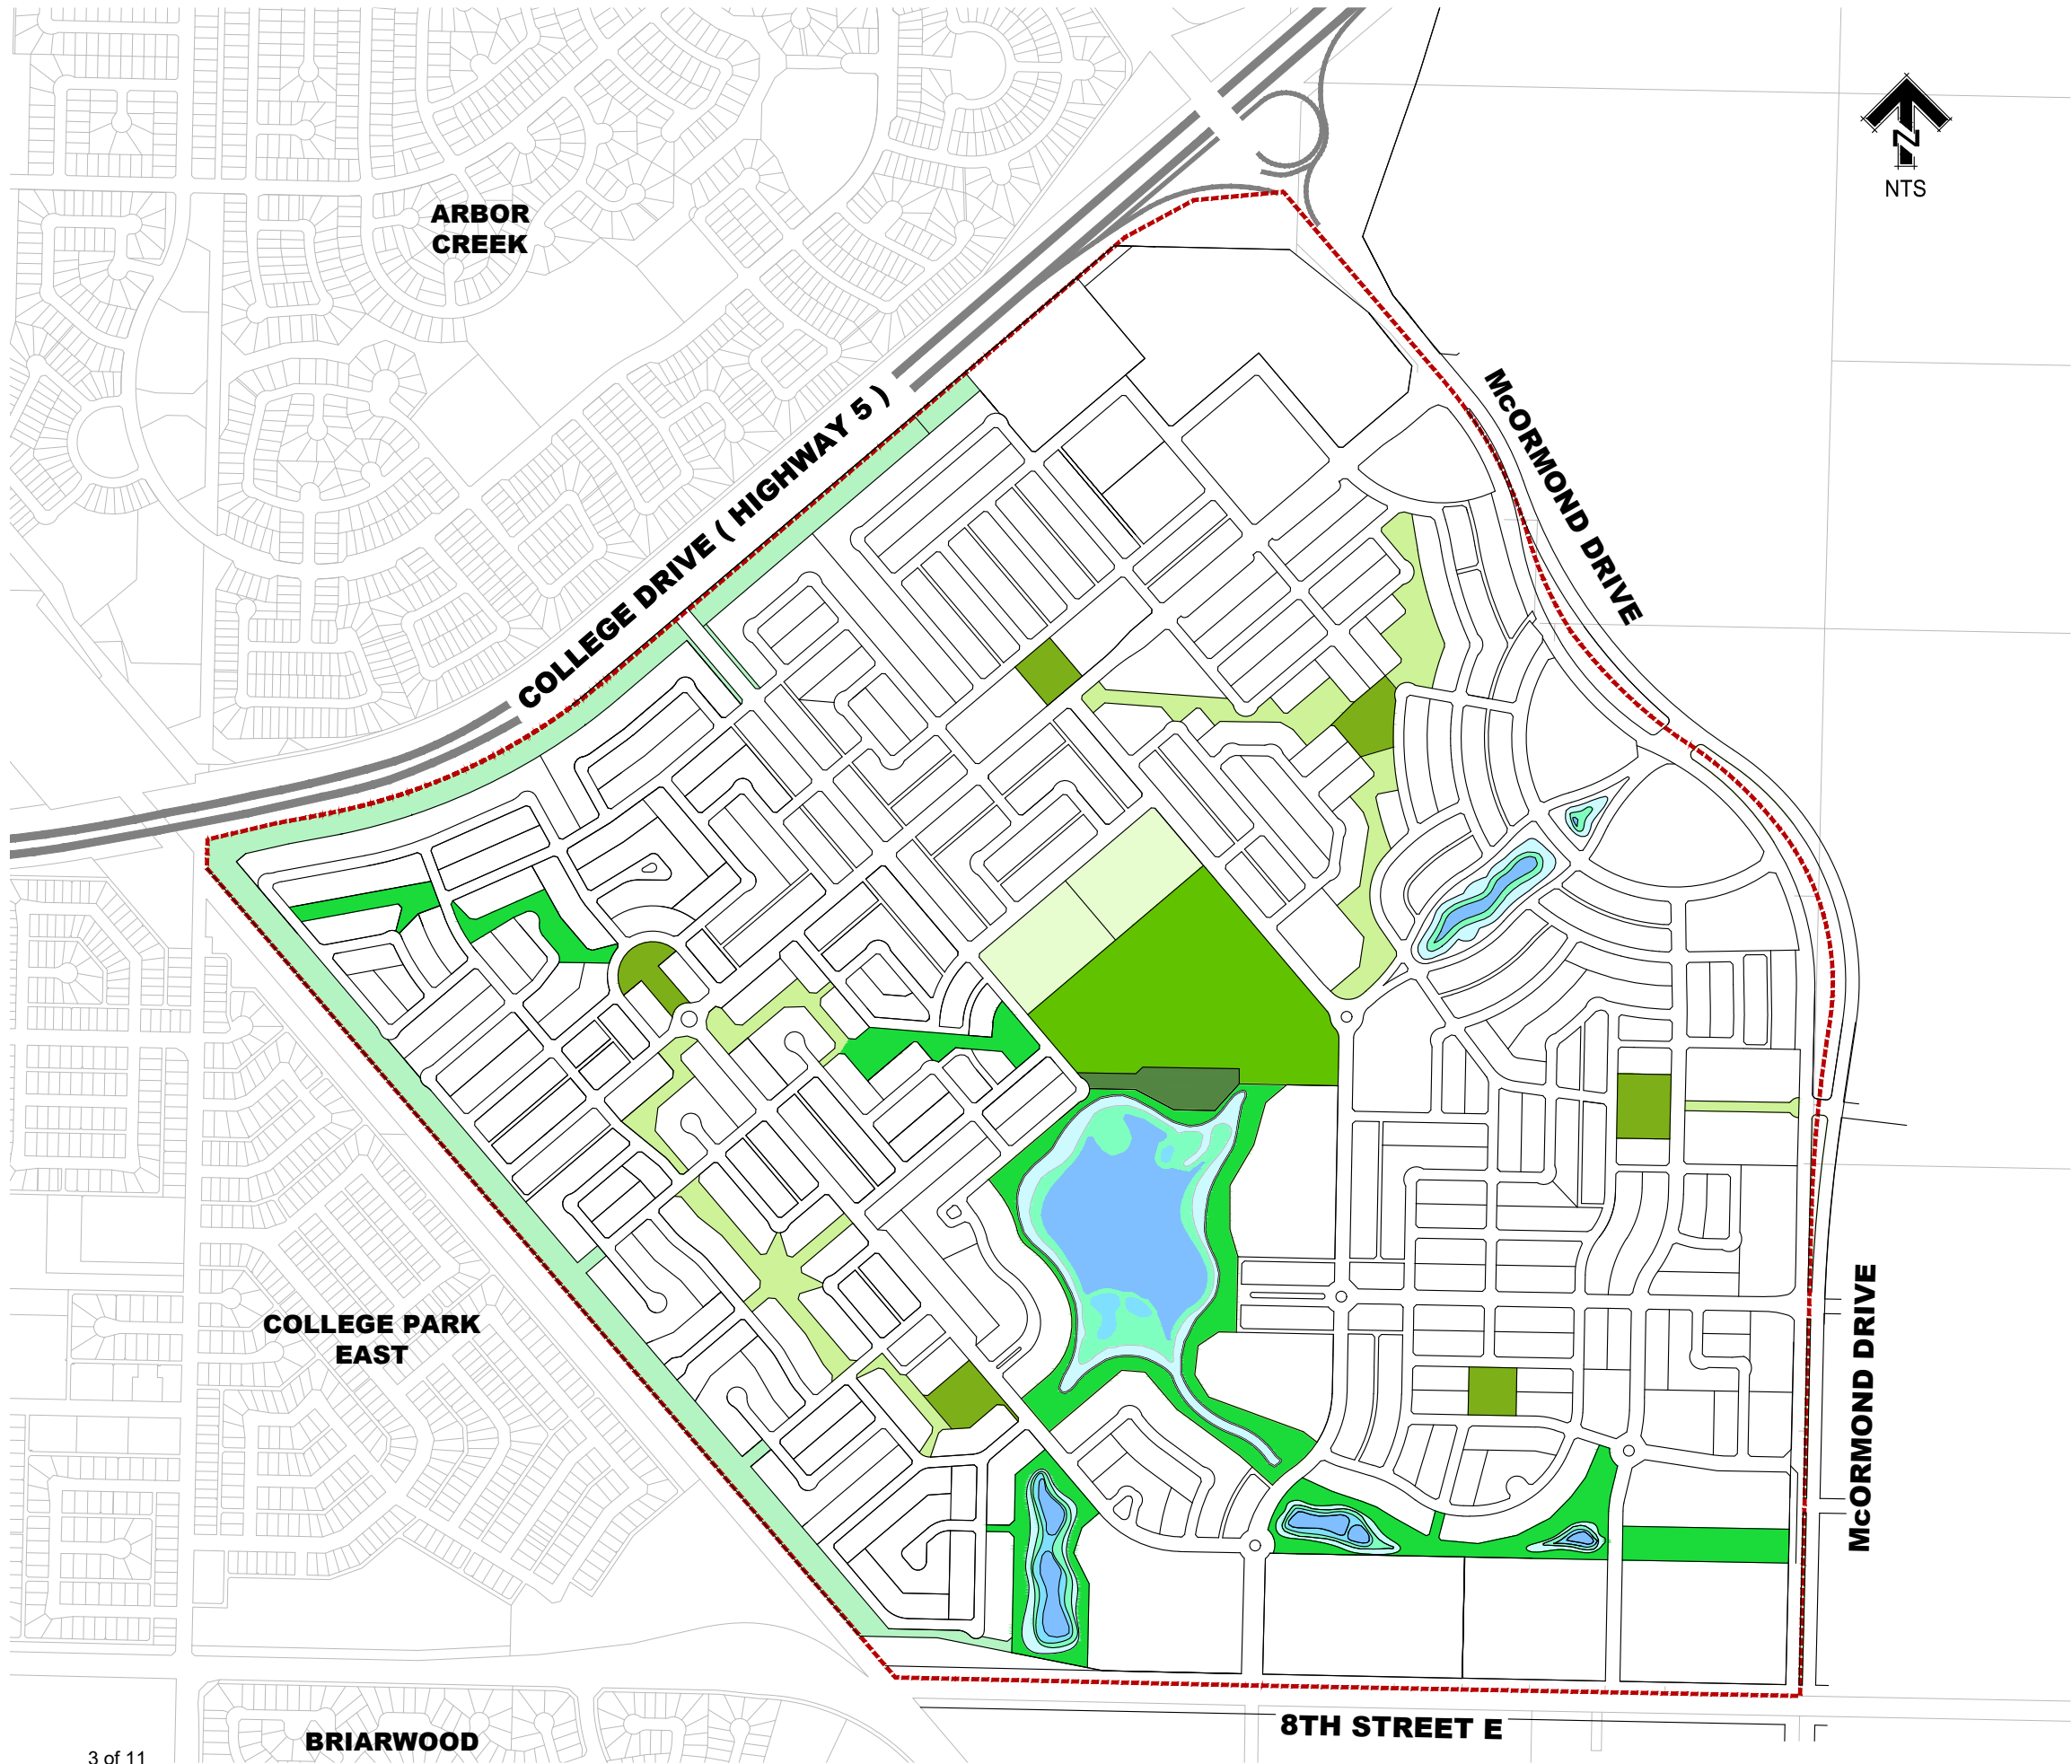 N
NTS
ARBOR
CREEK
COLLEGE DRIVE ( HIGHWAY 5 )
McORMOND DRIVE
COLLEGE PARK
EAST
McORMOND DRIVE
8TH STREET E
BRIARWOOD
3 of 11